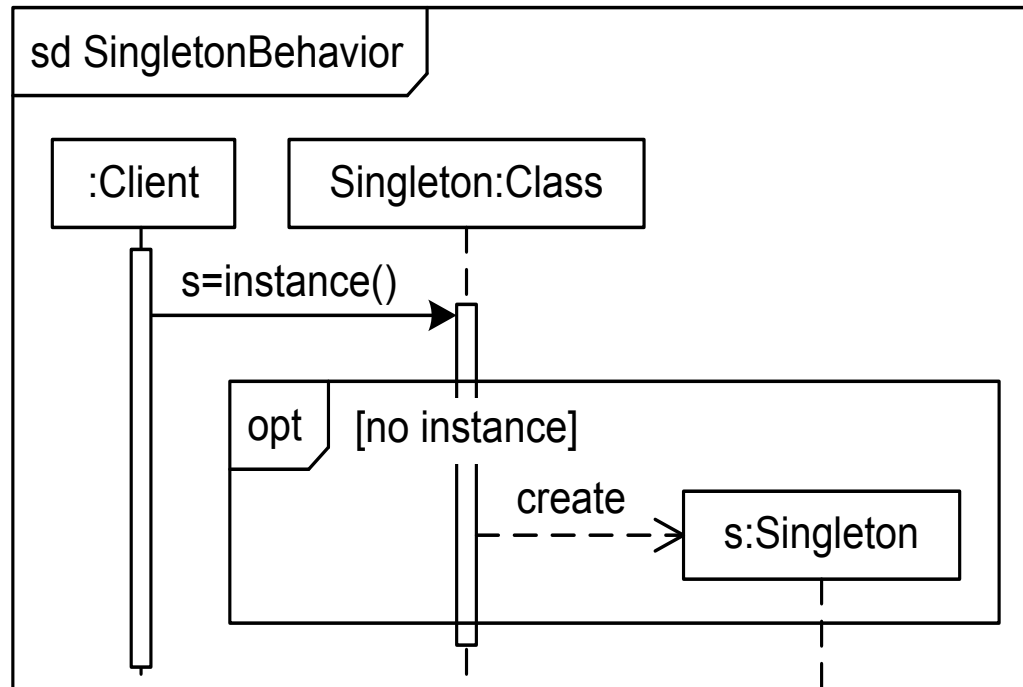 sd SingletonBehavior
:Client
Singleton:Class
s=instance()
opt
[no instance]
create
s:Singleton